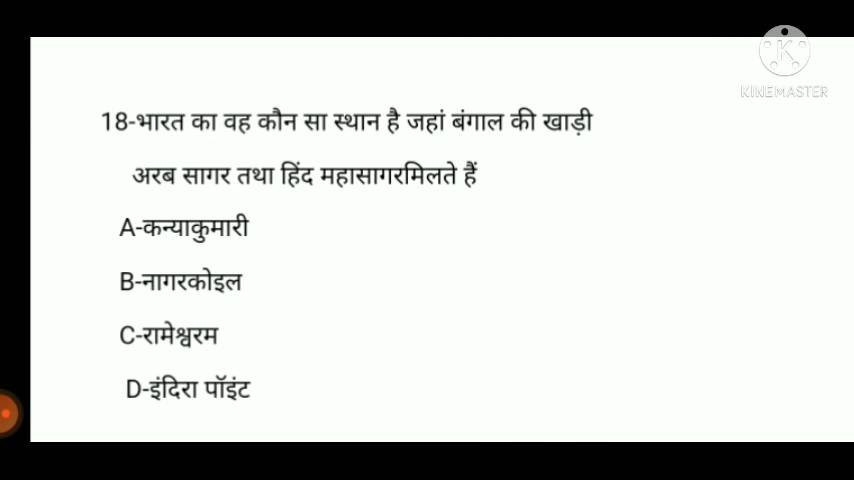 K
KINEMASTER
18-भारत का वह कौन सा स्थान है जहां बंगाल की खाड़ी
अरब सागर तथा हिंद महासागरमिलते हैं
A-कन्याकुमारी
B-नागरकोइल
C-रामेश्वरम
D-इंदिरा पॉइंट